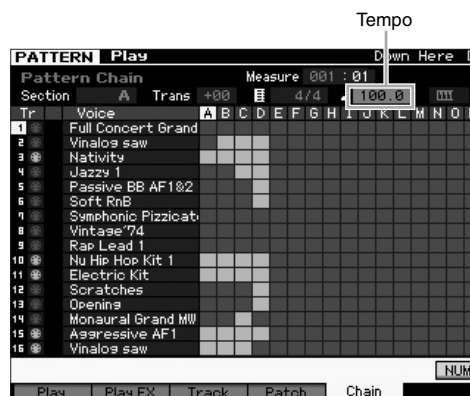 Tempo
PATTERN Play Down Here
Pattern Chain Measure 001 : 01
Section A Trans +00 4/4 100.0
Tr Voice A B C D E F G H I J K L M N O
1 Full Concert Grand
2 Vinalog saw
3 Nativity
4 Jazzy 1
5 Passive BB AF1&2
6 Soft RnB
7 Symphonic Pizzicat
8 Vintage'74
9 Rap Lead 1
10 Nu Hip Hop Kit 1
11 Electric Kit
12 Scratches
13 Opening
14 Monaural Grand MW
15 Aggressive AF1
16 Vinalog saw
NUM
Play Play FX Track Patch Chain